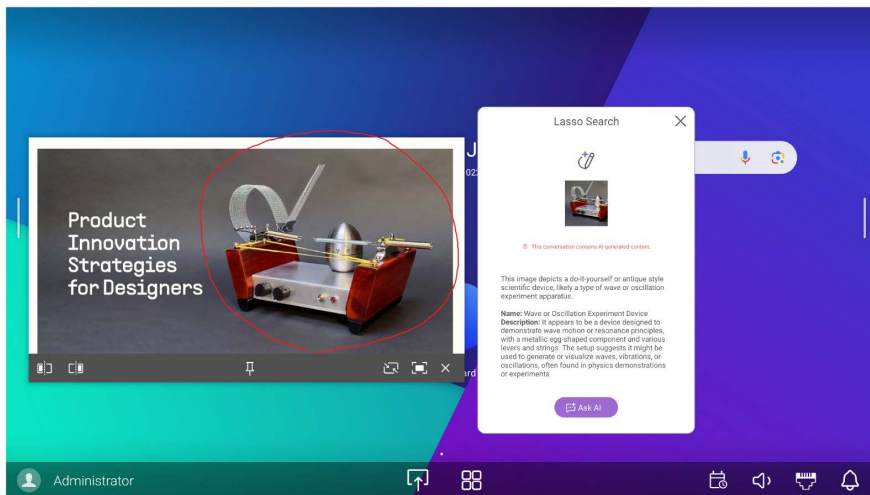 Product
Innovation
Strategies
for Designers
J
022
ard
Lasso Search
This conversation contains AI generated content.
This image depicts a do-it-yourself or antique style
scientific device, likely a type of wave or oscillation
experiment apparatus.
Name: Wave or Oscillation Experiment Device
Description: It appears to be a device designed to
demonstrate wave motion or resonance principles,
with a metallic egg-shaped component and various
levers and strings. The setup suggests it might be
used to generate or visualize waves, vibrations, or
oscillations, often found in physics demonstrations
or experiments.
Ask AI
Administrator